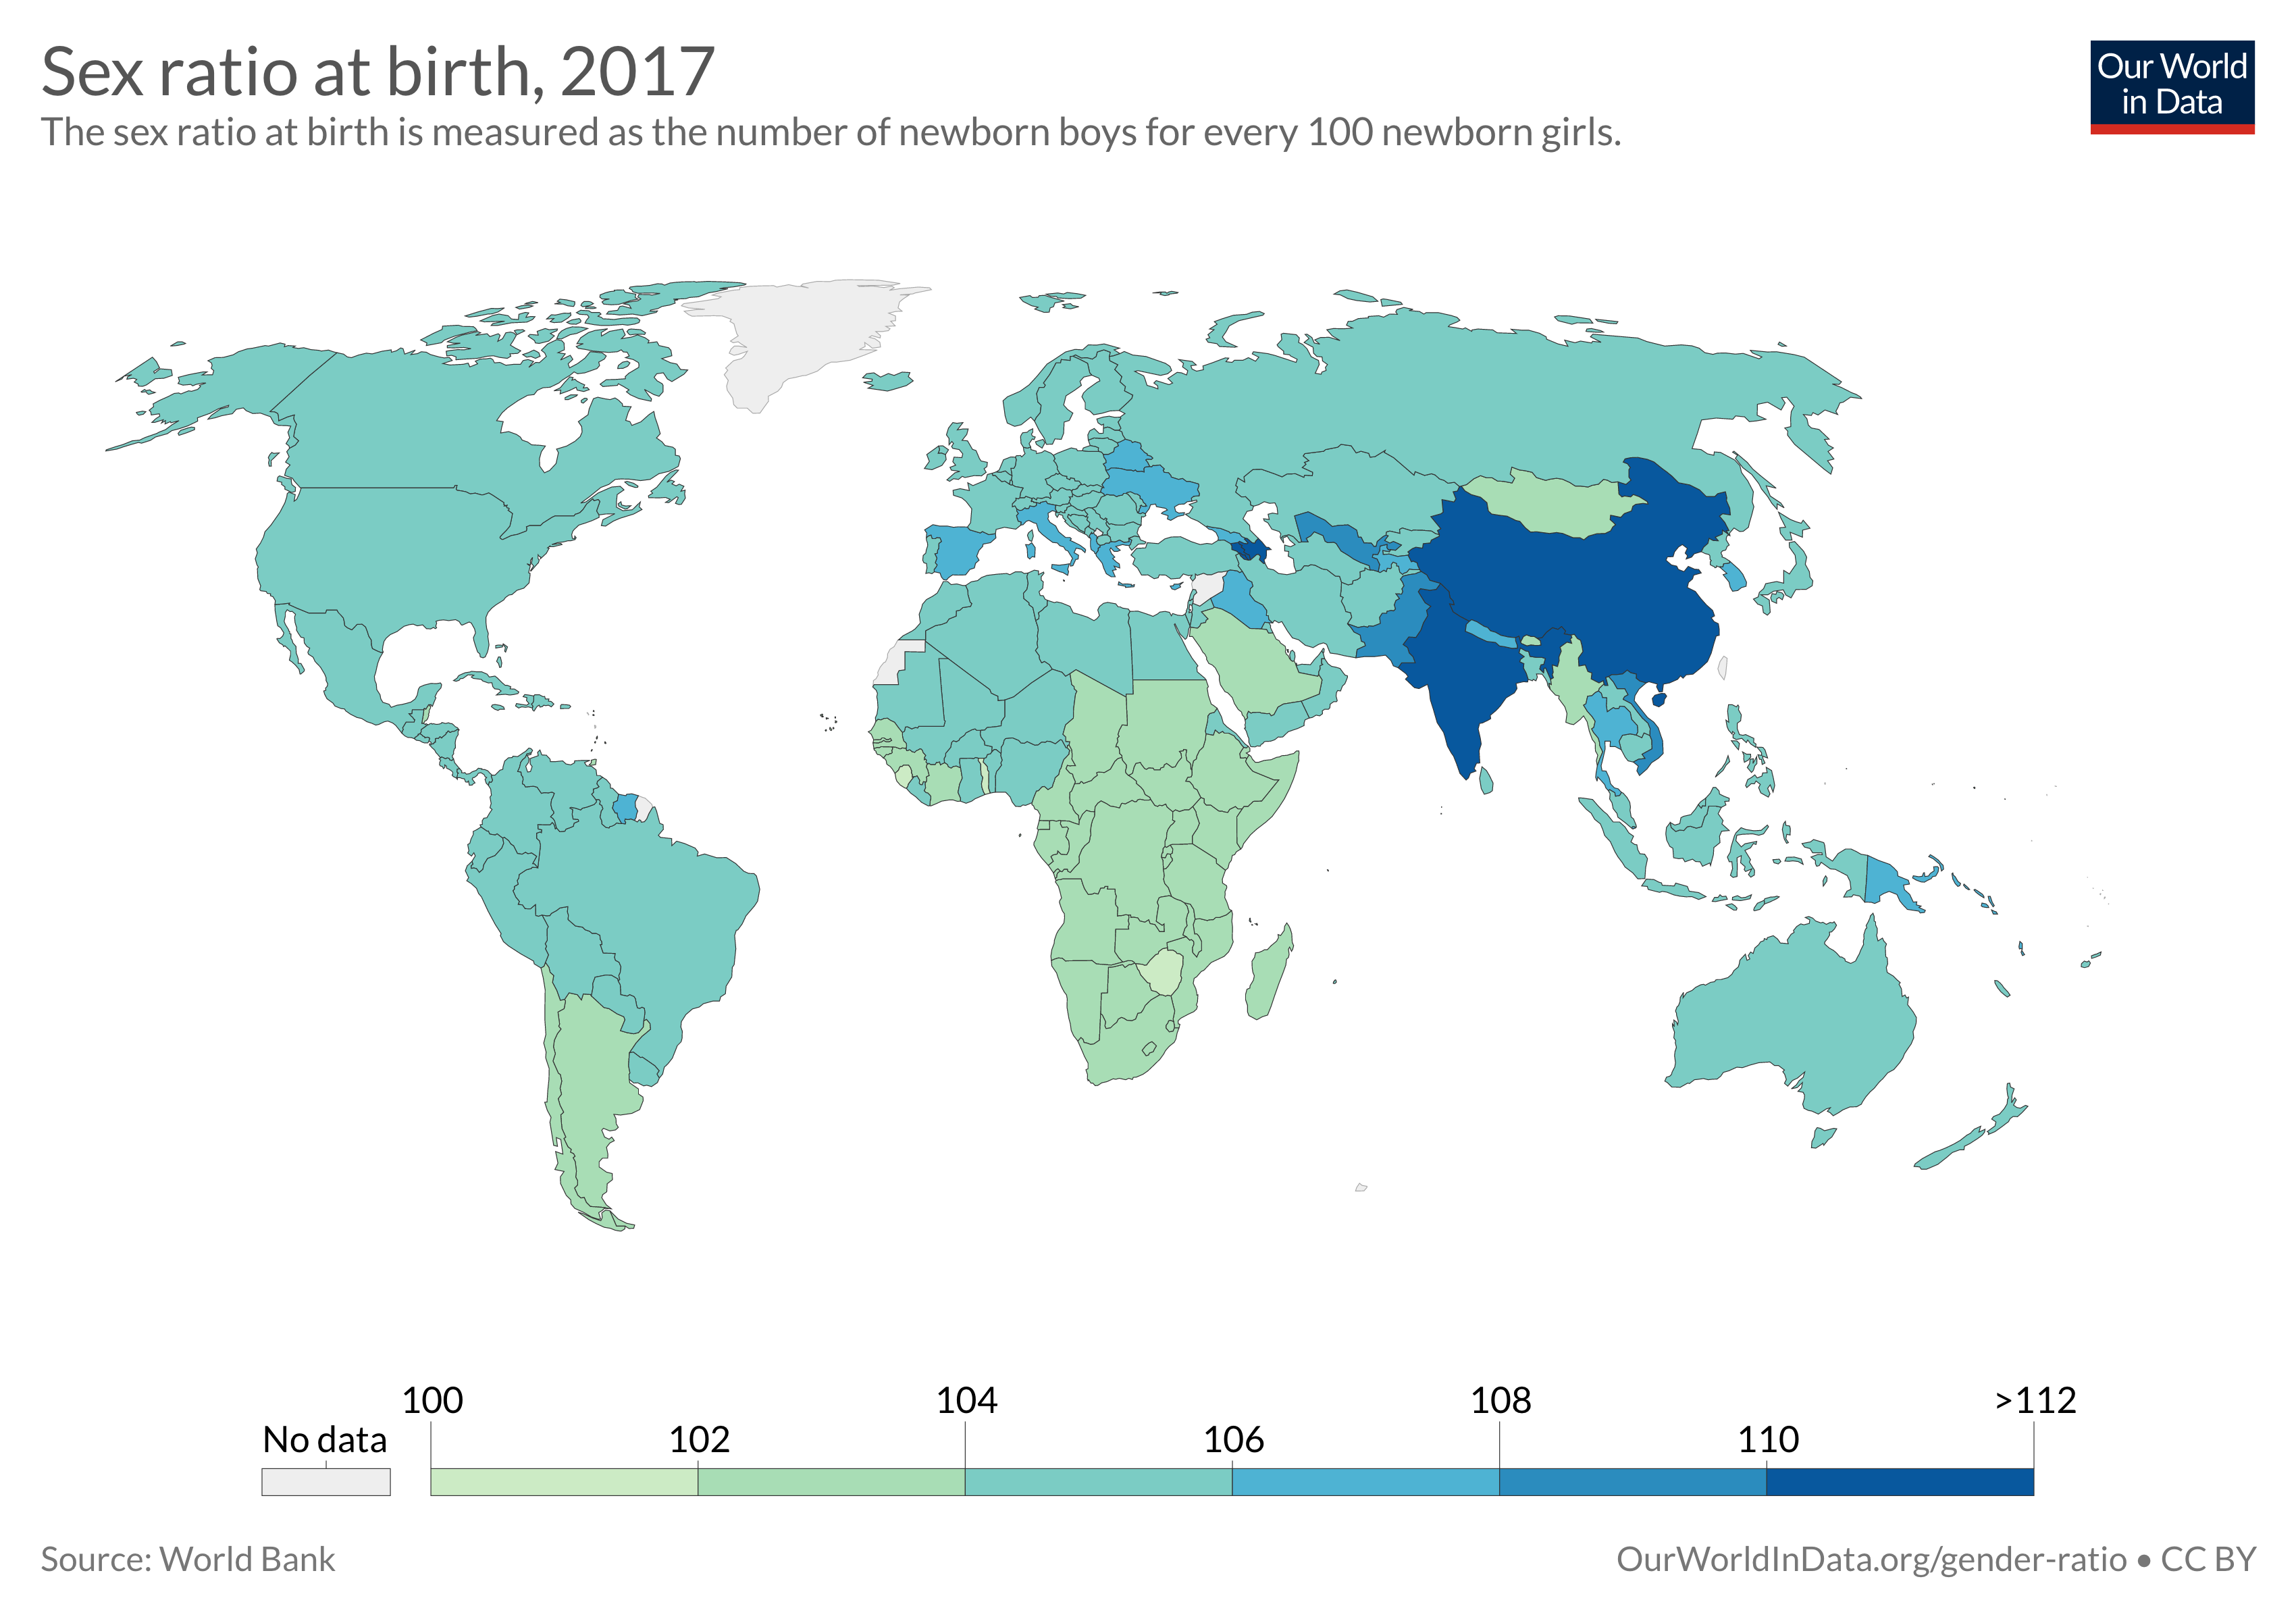 Sex ratio at birth, 2017
The sex ratio at birth is measured as the number of newborn boys for every 100 newborn girls.
Our World
in Data
No data
100
102
104
106
108
110
>112
Source: World Bank
OurWorldInData.org/gender-ratio • CC BY